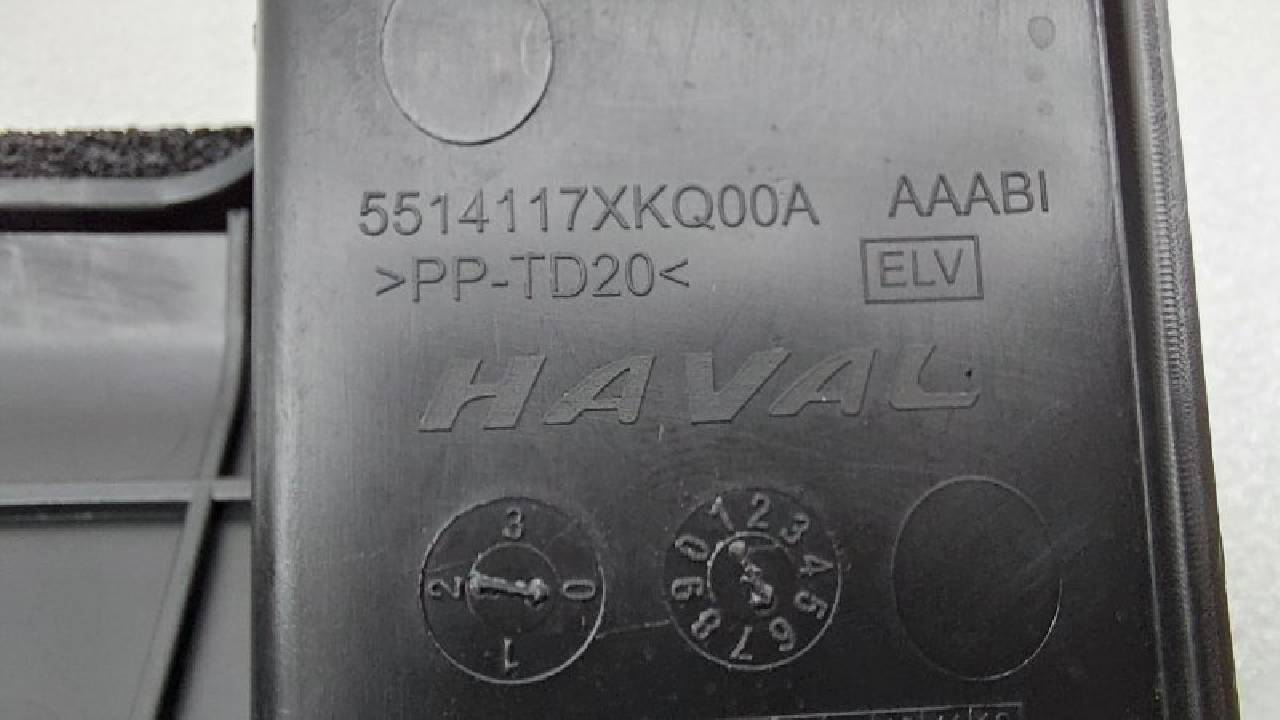 5514117XKQ00A AAABI
>PP-TD20< ELV
HAVAL
3
2 0
1
0 1 2 3 4 5 6 7 8 9